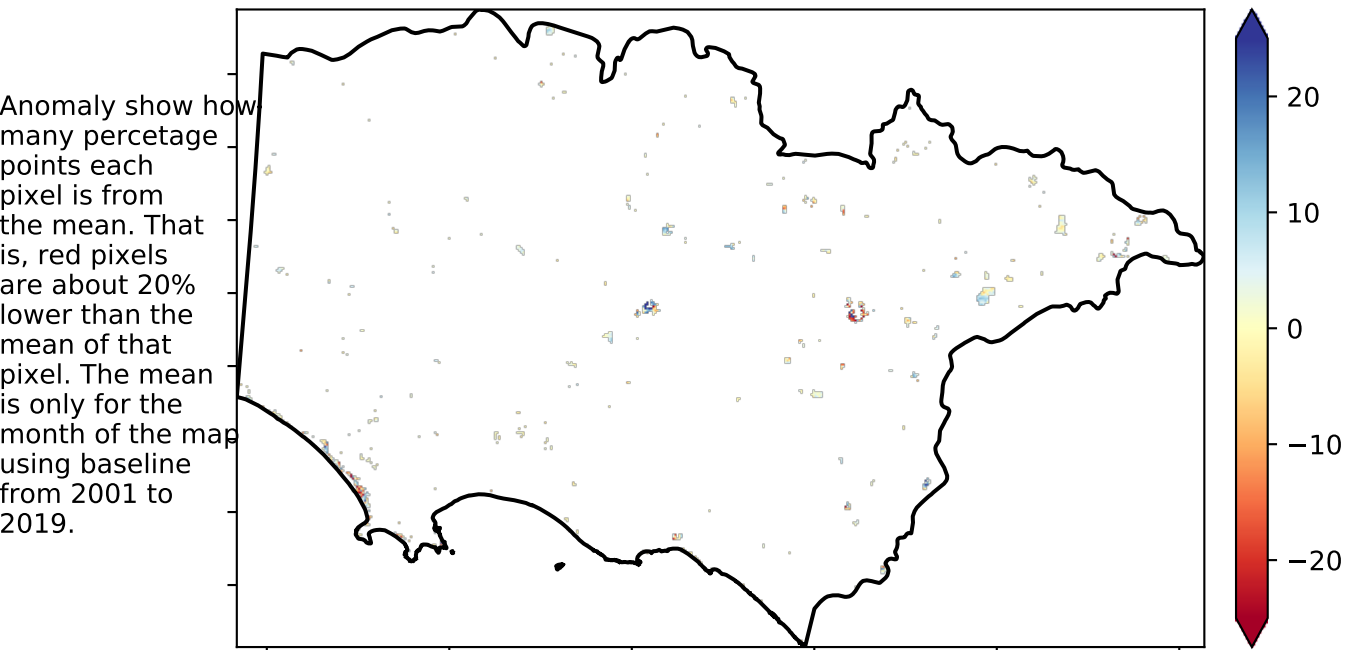 Anomaly show how
many percetage
points each
pixel is from
the mean. That
is, red pixels
are about 20%
lower than the
mean of that
pixel. The mean
is only for the
month of the map
using baseline
from 2001 to
2019.
20
10
0
−10
−20